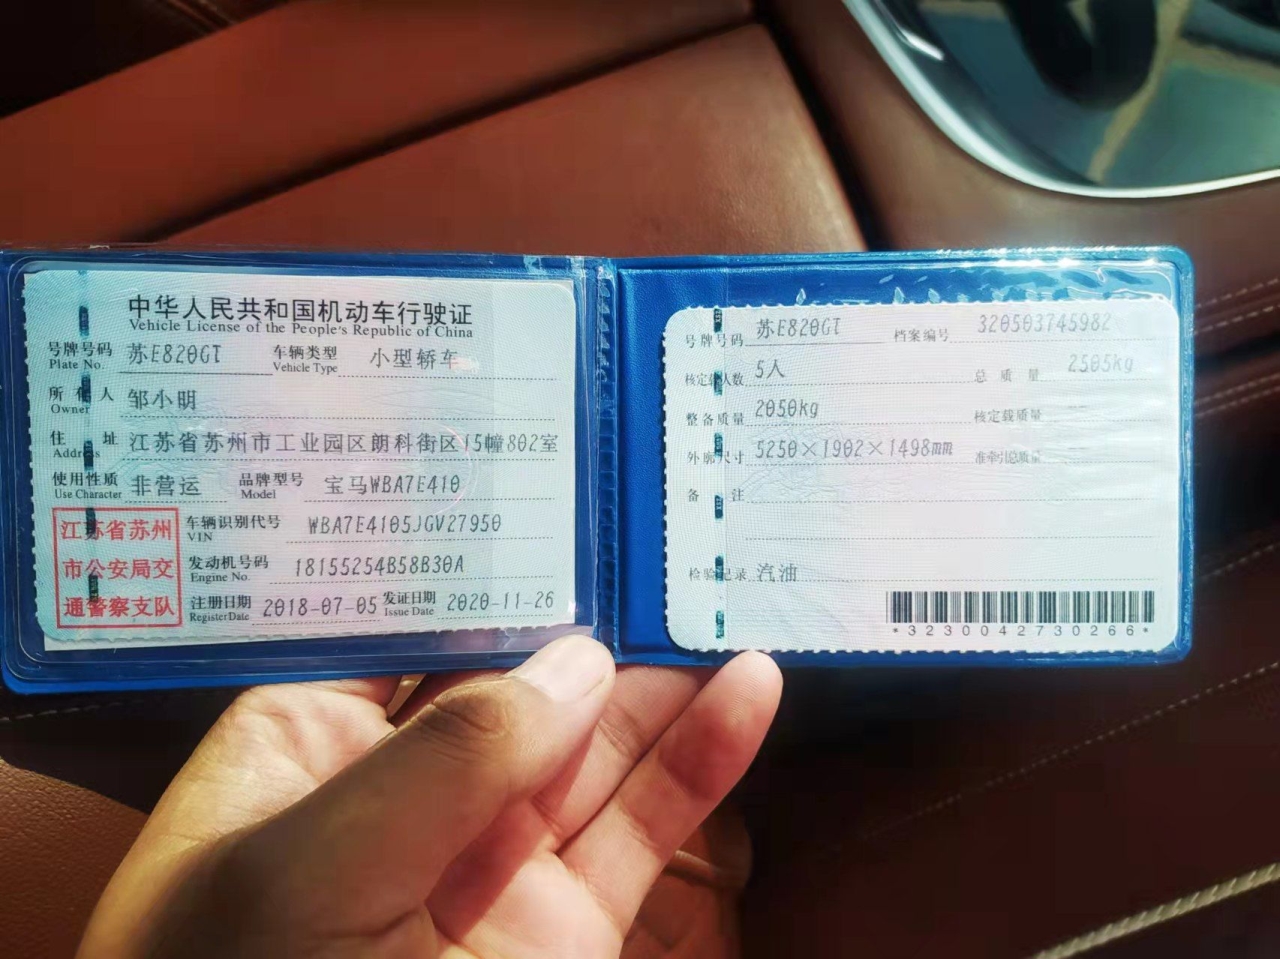 中华人民共和国机动车行驶证
Vehicle License of the People's Republic of China
号牌号码 苏E820GT 车辆类型 小型轿车
Plate No. Vehicle Type
所有人 邹小明
Owner
住址 江苏省苏州市工业园区朗科街区15幢802室
Address
使用性质 非营运 品牌型号 宝马WBA7E410
Use Character Model
江苏省苏州
市公安局交
通警察支队
车辆识别代号 WBA7E4105JGV27950
VIN
发动机号码 18155254B58B30A
Engine No.
注册日期 2018-07-05 发证日期 2020-11-26
Register Date Issue Date
号牌号码 苏E820GT 档案编号 320503745982
核定载人数 5人 总质量 2505kg
整备质量 2050kg 核定载质量 --
外廓尺寸 5250×1902×1498mm 准牵引总质量 --
备注
检验记录 汽油
*3230042730266*